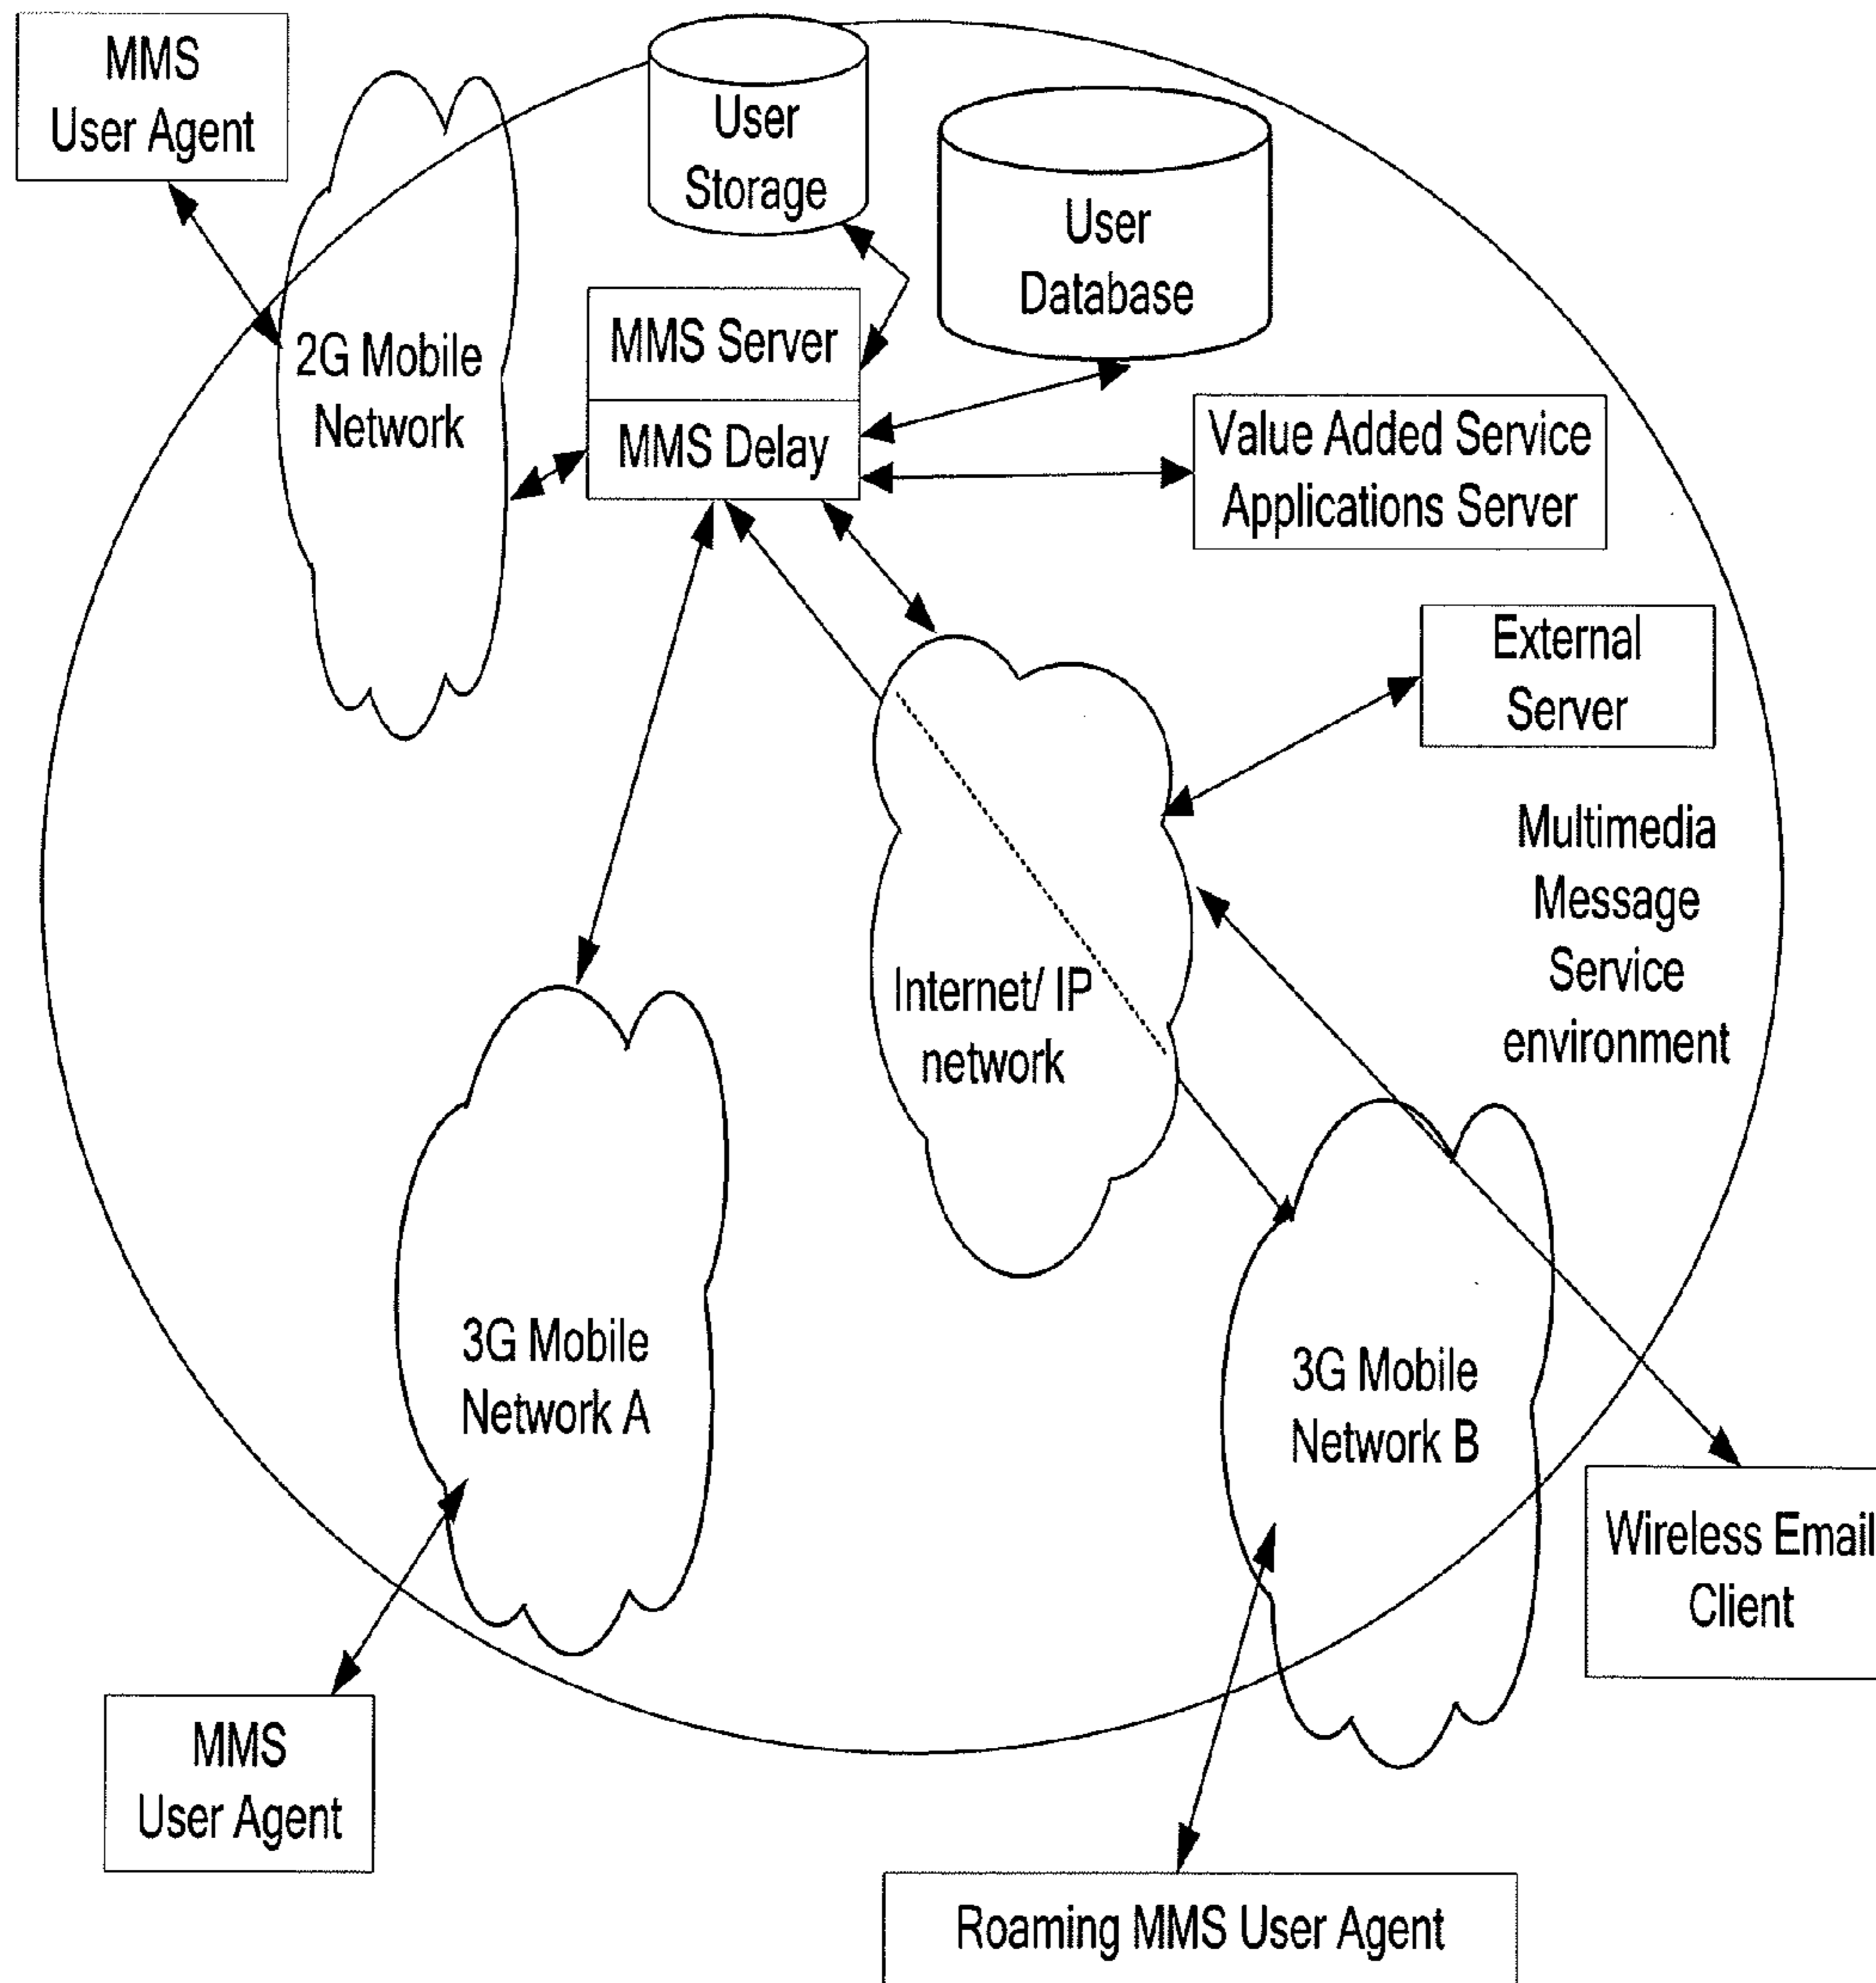 MMS
User Agent
User
Storage
User
Database
MMS Server
MMS Delay
2G Mobile
Network
Value Added Service
Applications Server
External
Server
Multimedia
Message
Service
environment
Internet/ IP
network
3G Mobile
Network A
3G Mobile
Network B
Wireless Email
Client
MMS
User Agent
Roaming MMS User Agent